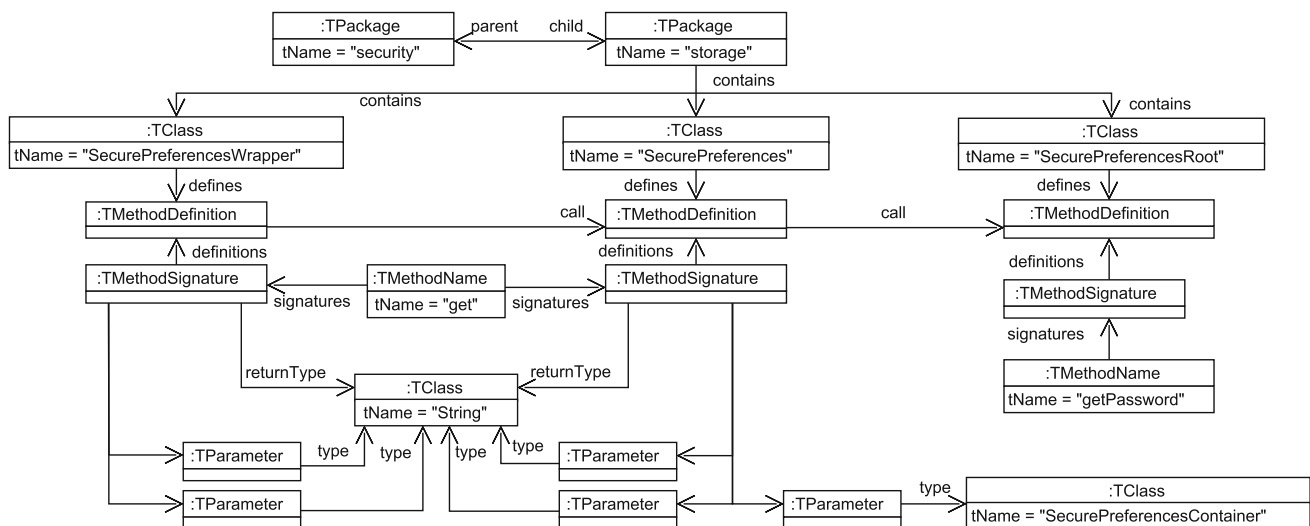 :TPackage
parent
child
:TPackage
tName = "security"
tName = "storage"
contains
contains
contains
:TClass
:TClass
:TClass
tName = "SecurePreferencesWrapper"
tName = "SecurePreferences"
tName = "SecurePreferencesRoot"
defines
defines
defines
:TMethodDefinition
call
:TMethodDefinition
call
:TMethodDefinition
definitions
definitions
definitions
:TMethodSignature
:TMethodName
:TMethodSignature
:TMethodSignature
signatures
tName = "get"
signatures
signatures
returnType
returnType
:TClass
:TMethodName
tName = "String"
tName = "getPassword"
:TParameter
type
type
type
type
:TParameter
:TParameter
:TParameter
:TParameter
type
:TClass
tName = "SecurePreferencesContainer"